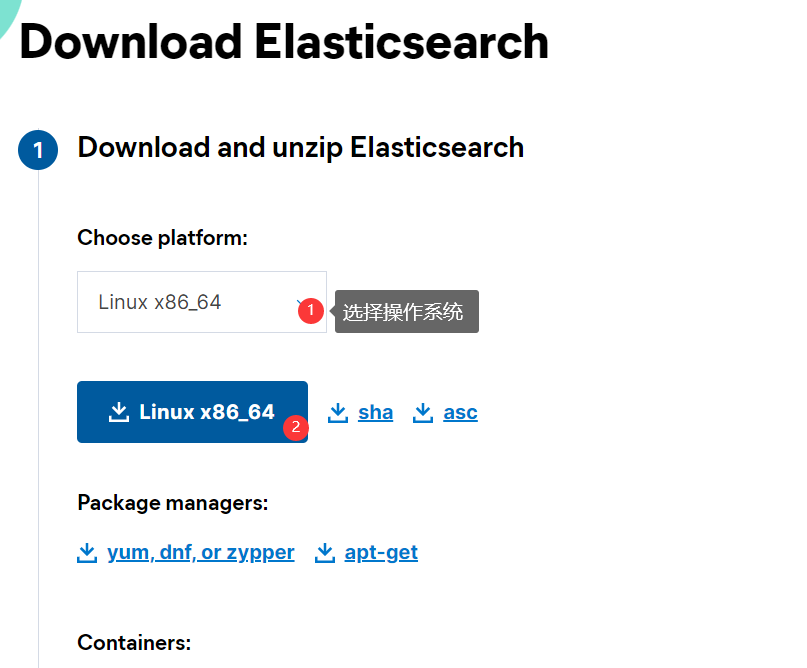 Download Elasticsearch
1 Download and unzip Elasticsearch
Choose platform:
Linux x86_64 1 选择操作系统
Linux x86_64 2 sha asc
Package managers:
yum, dnf, or zypper apt-get
Containers: